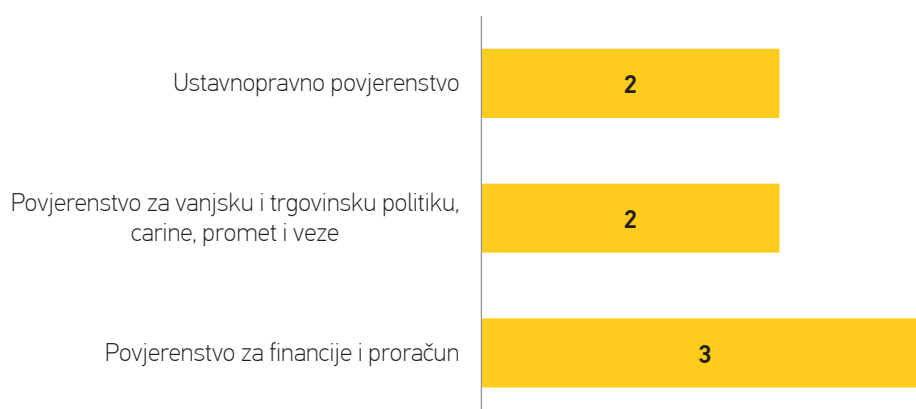 Ustavnopravno povjerenstvo
2
Povjerenstvo za vanjsku i trgovinsku politiku,
carine, promet i veze
2
Povjerenstvo za financije i proračun
3